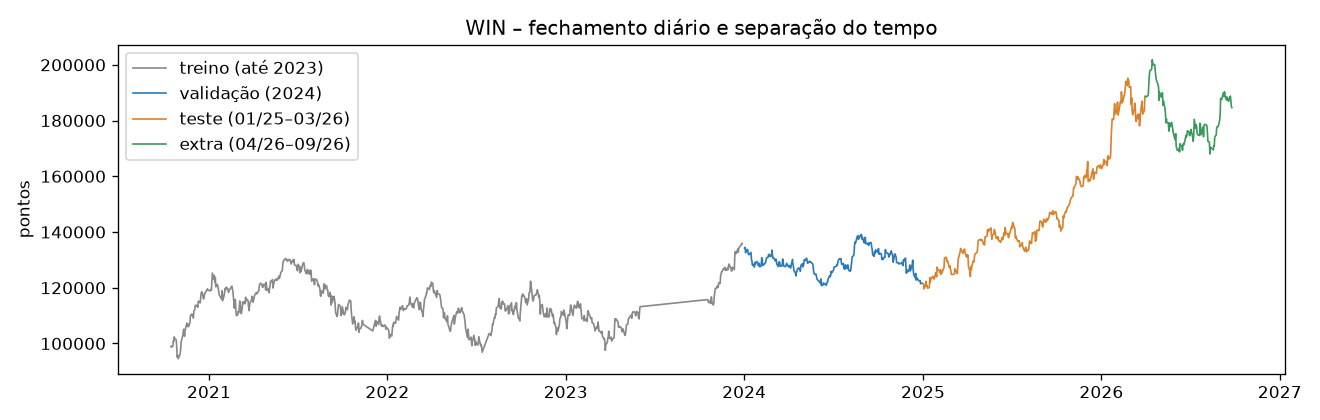 WIN – fechamento diário e separação do tempo
treino (até 2023)
validação (2024)
teste (01/25–03/26)
extra (04/26–09/26)
pontos
200000
180000
160000
140000
120000
100000
2021
2022
2023
2024
2025
2026
2027